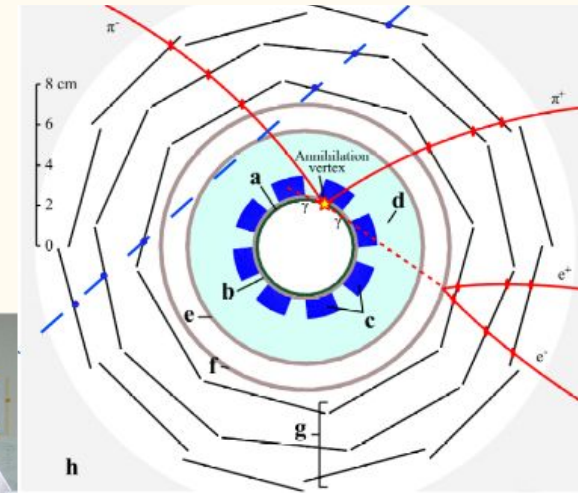 π⁻
8 cm
6
4
2
0
Annihilation
vertex
π⁺
a
γ
γ
d
b
c
e
e⁺
f
e⁻
g
h